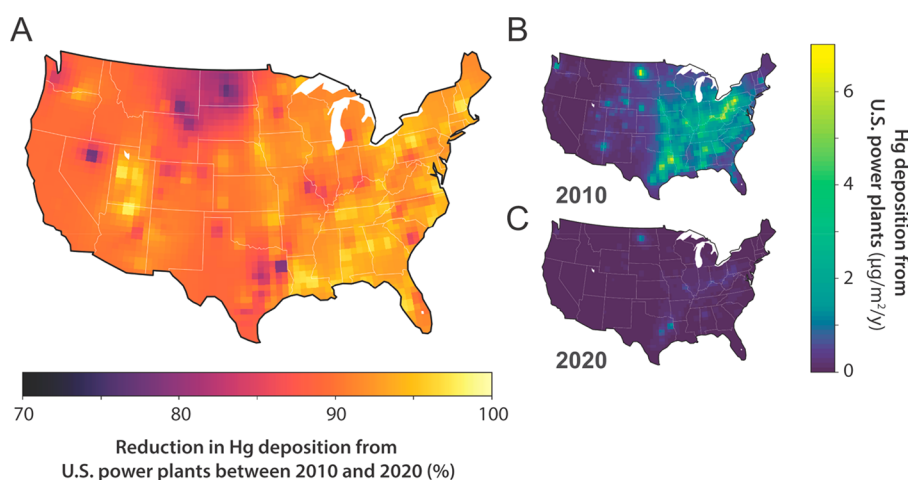 A
B
2010
C
2020
6
4
2
0
Hg deposition from
U.S. power plants (μg/m²/y)
70
80
90
100
Reduction in Hg deposition from
U.S. power plants between 2010 and 2020 (%)